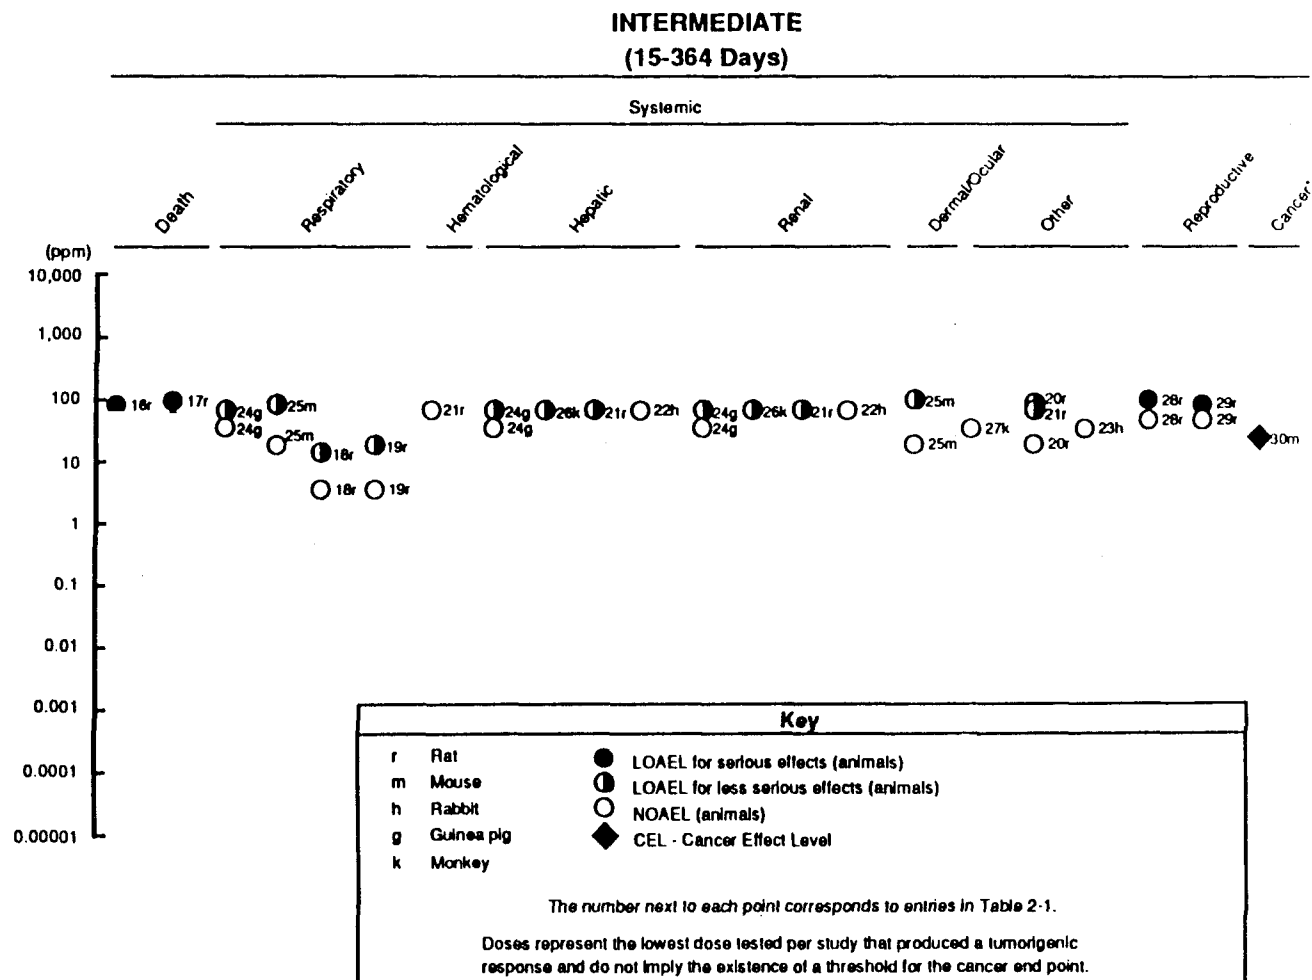 INTERMEDIATE
(15-364 Days)
Systemic
Death Respiratory Hematological Hepatic Renal Dermal/Ocular Other Reproductive Cancer*
(ppm)
10,000
1,000
100
16r 17r 24g 25m 21r 24g 26k 21r 22h 24g 26k 21r 22h 25m 20r 28r 29r
24g 25m 24g 24g 27k 21r 23h 28r 29r
18r 19r 25m 20r 30m
10
18r 19r
1
0.1
0.01
0.001
0.0001
0.00001
Key
r Rat LOAEL for serious effects (animals)
m Mouse LOAEL for less serious effects (animals)
h Rabbit NOAEL (animals)
g Guinea pig CEL - Cancer Effect Level
k Monkey
The number next to each point corresponds to entries in Table 2-1.
Doses represent the lowest dose tested per study that produced a tumorigenic
response and do not imply the existence of a threshold for the cancer end point.